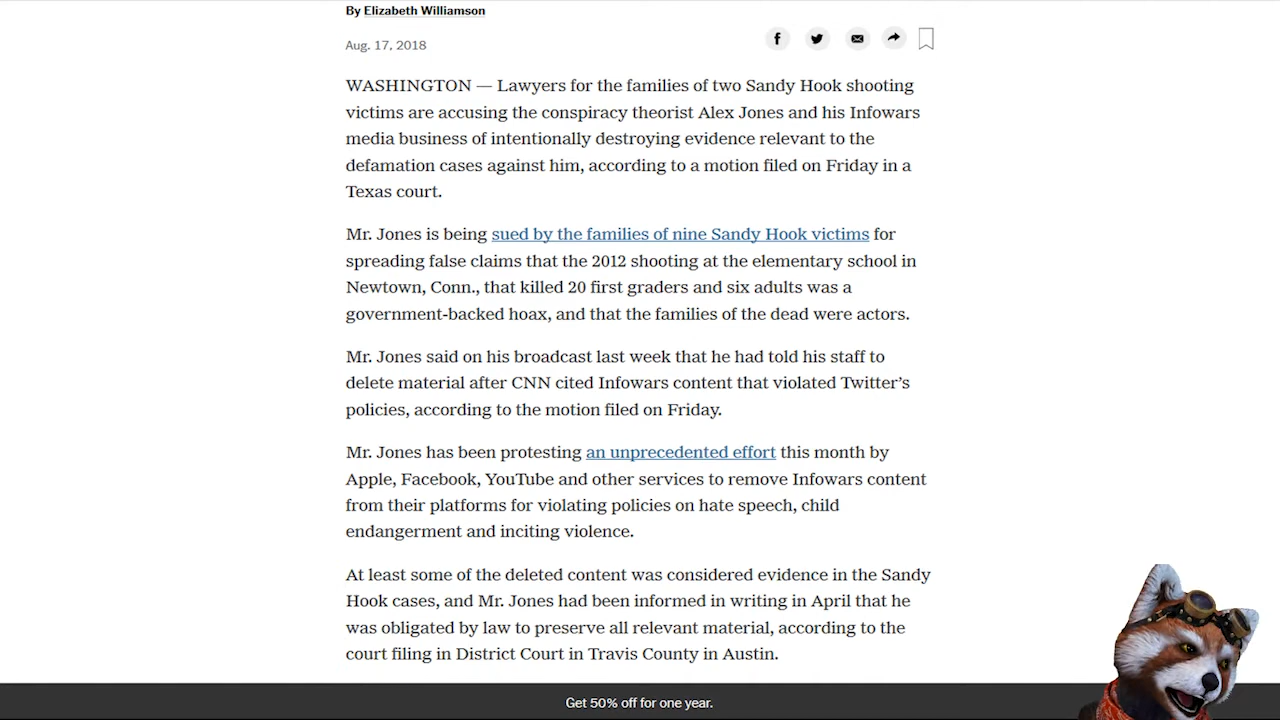 By Elizabeth Williamson
Aug. 17, 2018
WASHINGTON — Lawyers for the families of two Sandy Hook shooting
victims are accusing the conspiracy theorist Alex Jones and his Infowars
media business of intentionally destroying evidence relevant to the
defamation cases against him, according to a motion filed on Friday in a
Texas court.
Mr. Jones is being sued by the families of nine Sandy Hook victims for
spreading false claims that the 2012 shooting at the elementary school in
Newtown, Conn., that killed 20 first graders and six adults was a
government-backed hoax, and that the families of the dead were actors.
Mr. Jones said on his broadcast last week that he had told his staff to
delete material after CNN cited Infowars content that violated Twitter’s
policies, according to the motion filed on Friday.
Mr. Jones has been protesting an unprecedented effort this month by
Apple, Facebook, YouTube and other services to remove Infowars content
from their platforms for violating policies on hate speech, child
endangerment and inciting violence.
At least some of the deleted content was considered evidence in the Sandy
Hook cases, and Mr. Jones had been informed in writing in April that he
was obligated by law to preserve all relevant material, according to the
court filing in District Court in Travis County in Austin.
Get 50% off for one year.